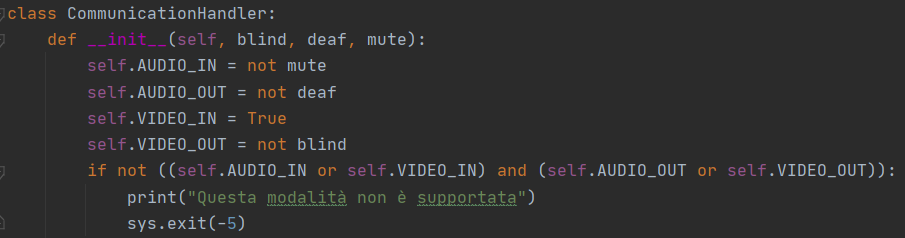 class CommunicationHandler:
    def __init__(self, blind, deaf, mute):
        self.AUDIO_IN = not mute
        self.AUDIO_OUT = not deaf
        self.VIDEO_IN = True
        self.VIDEO_OUT = not blind
        if not ((self.AUDIO_IN or self.VIDEO_IN) and (self.AUDIO_OUT or self.VIDEO_OUT)):
            print("Questa modalità non è supportata")
            sys.exit(-5)